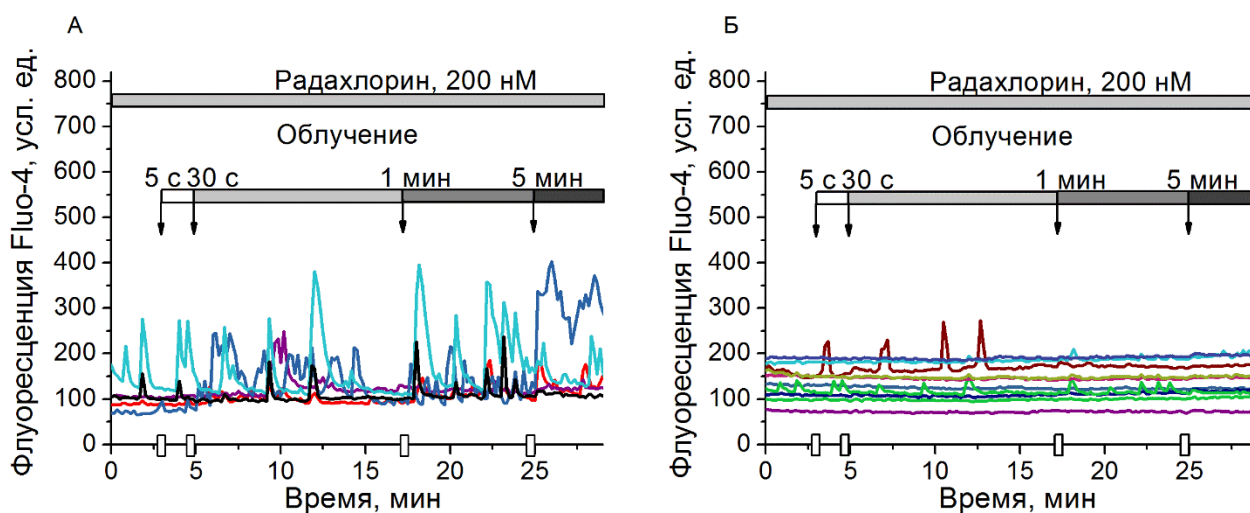 А
Флуоресценция Fluo-4, усл. ед.
800
700
600
500
400
300
200
100
0
Радахлорин, 200 нМ
Облучение
5 с 30 с 1 мин 5 мин
0 5 10 15 20 25
Время, мин
Б
Флуоресценция Fluo-4, усл. ед.
800
700
600
500
400
300
200
100
0
Радахлорин, 200 нМ
Облучение
5 с 30 с 1 мин 5 мин
0 5 10 15 20 25
Время, мин